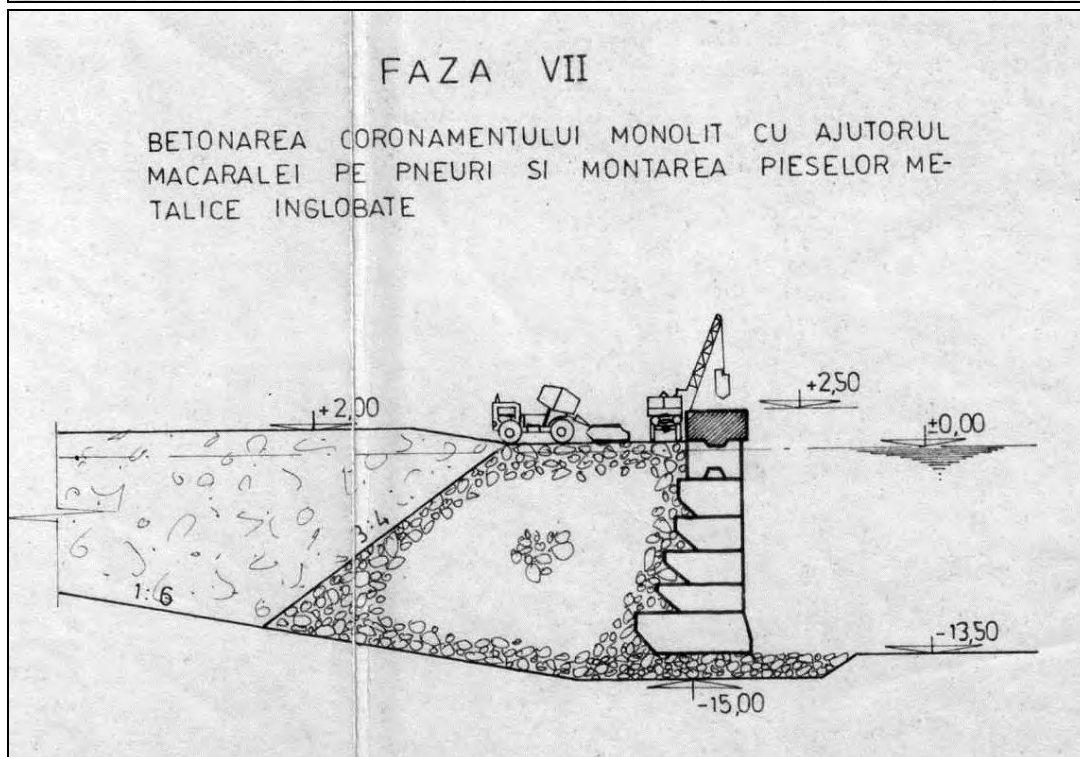 FAZA VII
BETONAREA CORONAMENTULUI MONOLIT CU AJUTORUL
MACARALEI PE PNEURI SI MONTAREA PIESELOR ME-
TALICE INGLOBATE
+2,50
+2,00
±0,00
3:4
1:6
-13,50
-15,00